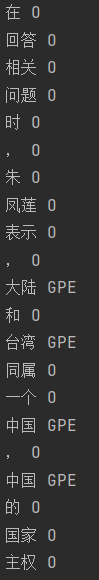 在 O
回答 O
相关 O
问题 O
时 O
， O
朱 O
凤莲 O
表示 O
， O
大陆 GPE
和 O
台湾 GPE
同属 O
一个 O
中国 GPE
， O
中国 GPE
的 O
国家 O
主权 O